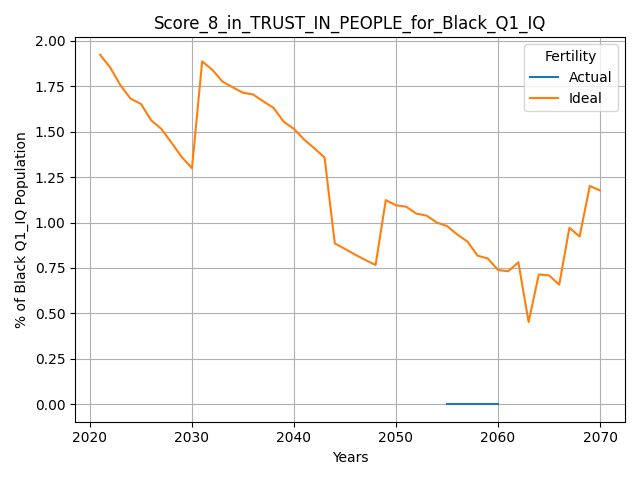 Score_8_in_TRUST_IN_PEOPLE_for_Black_Q1_IQ
% of Black Q1_IQ Population
2.00
1.75
1.50
1.25
1.00
0.75
0.50
0.25
0.00
Fertility
Actual
Ideal
2020 2030 2040 2050 2060 2070
Years